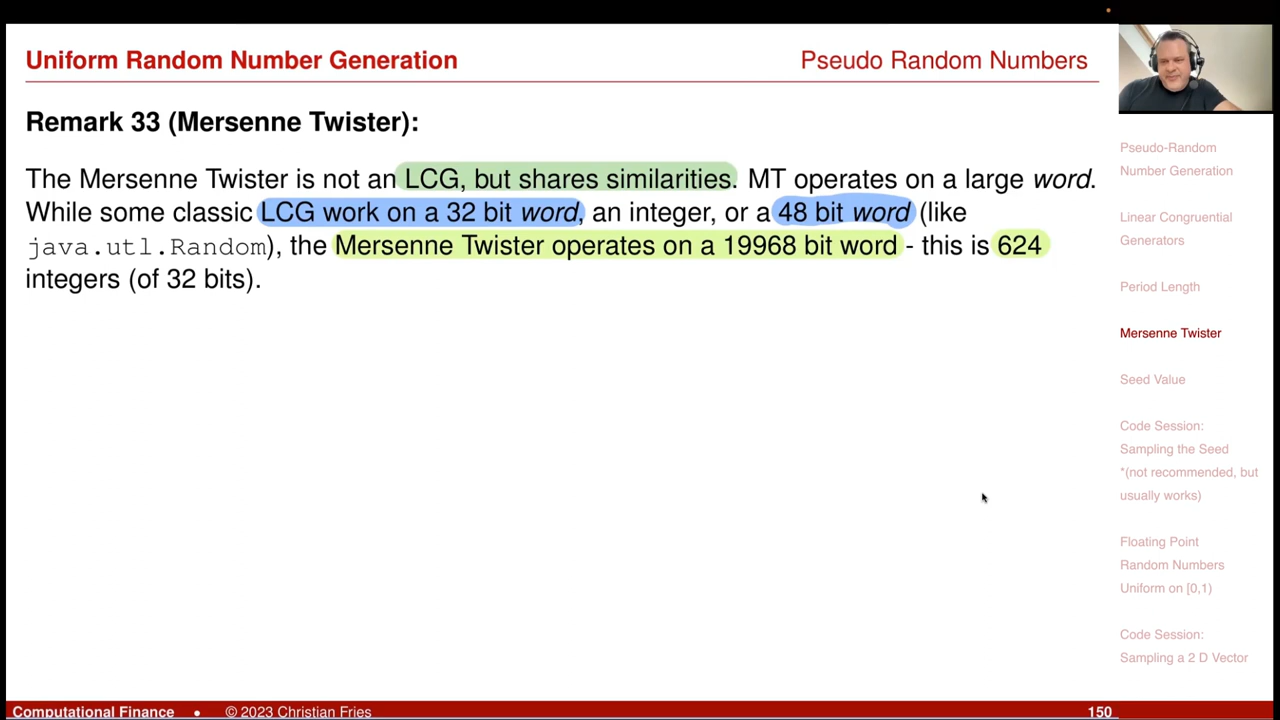 Uniform Random Number Generation
Pseudo Random Numbers
Remark 33 (Mersenne Twister):
The Mersenne Twister is not an LCG, but shares similarities. MT operates on a large word.
While some classic LCG work on a 32 bit word, an integer, or a 48 bit word (like
java.utl.Random), the Mersenne Twister operates on a 19968 bit word - this is 624
integers (of 32 bits).
Pseudo-Random
Number Generation
Linear Congruential
Generators
Period Length
Mersenne Twister
Seed Value
Code Session:
Sampling the Seed
*(not recommended, but
usually works)
Floating Point
Random Numbers
Uniform on [0,1)
Code Session:
Sampling a 2 D Vector
Computational Finance • © 2023 Christian Fries
150